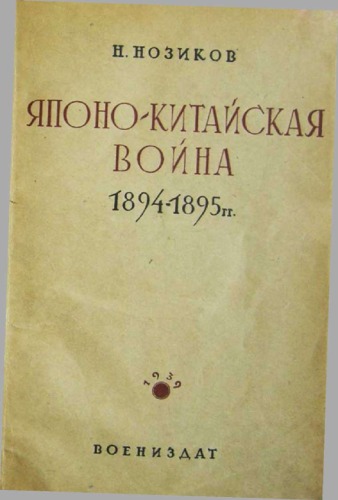 Н. НОЗИКОВ
ЯПОНО-КИТАЙСКАЯ
ВОЙНА
1894-1895 гг.
1939
ВОЕНИЗДАТ